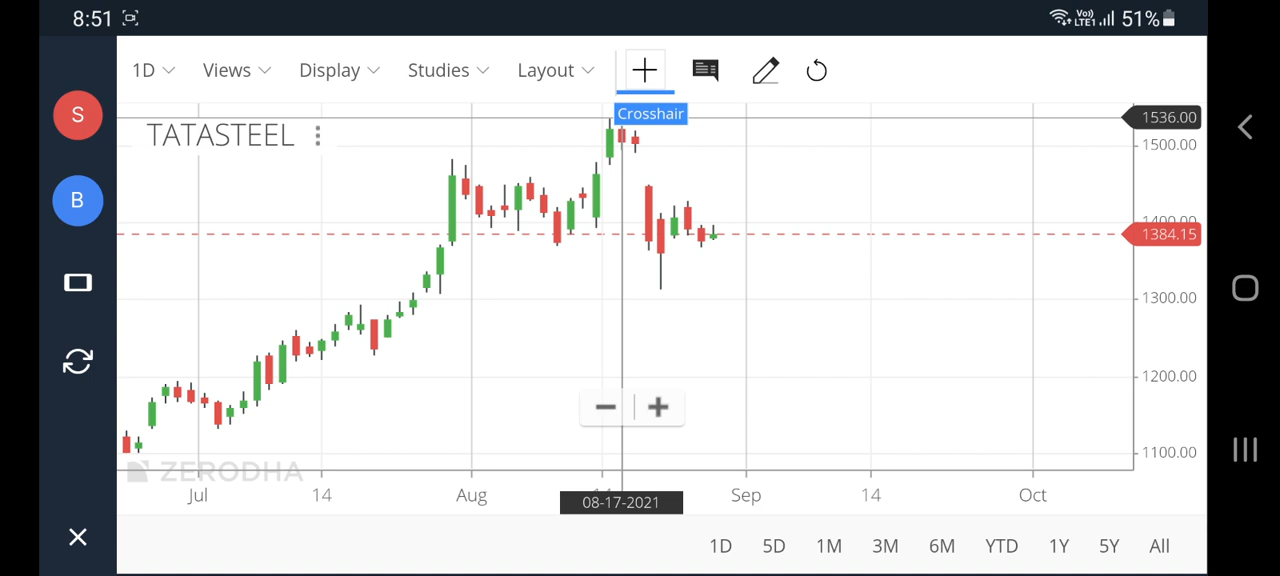 8:51
Vo)) LTE1 51%
1D Views Display Studies Layout
S
Crosshair
TATASTEEL
1536.00
1500.00
B
1400.00
1384.15
1300.00
1200.00
1100.00
ZERODHA
Jul 14 Aug Sep 14 Oct
08-17-2021
1D 5D 1M 3M 6M YTD 1Y 5Y All